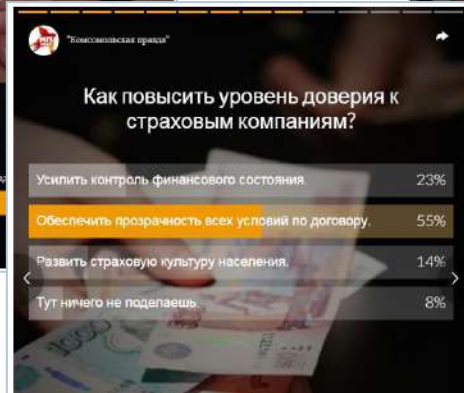 "Комсомольская правда"
Как повысить уровень доверия к
страховым компаниям?
Усилить контроль финансового состояния. 23%
Обеспечить прозрачность всех условий по договору. 55%
Развить страховую культуру населения. 14%
Тут ничего не поделаешь. 8%
1000